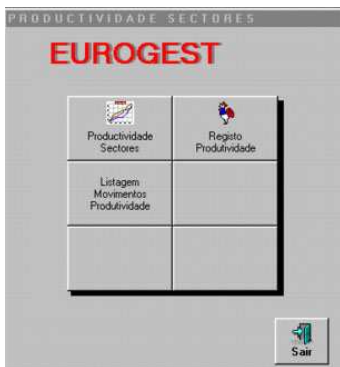 PRODUCTIVIDADE SECTORES
EUROGEST
Productividade
Sectores
Registo
Produtividade
Listagem
Movimentos
Produtividade
Sair